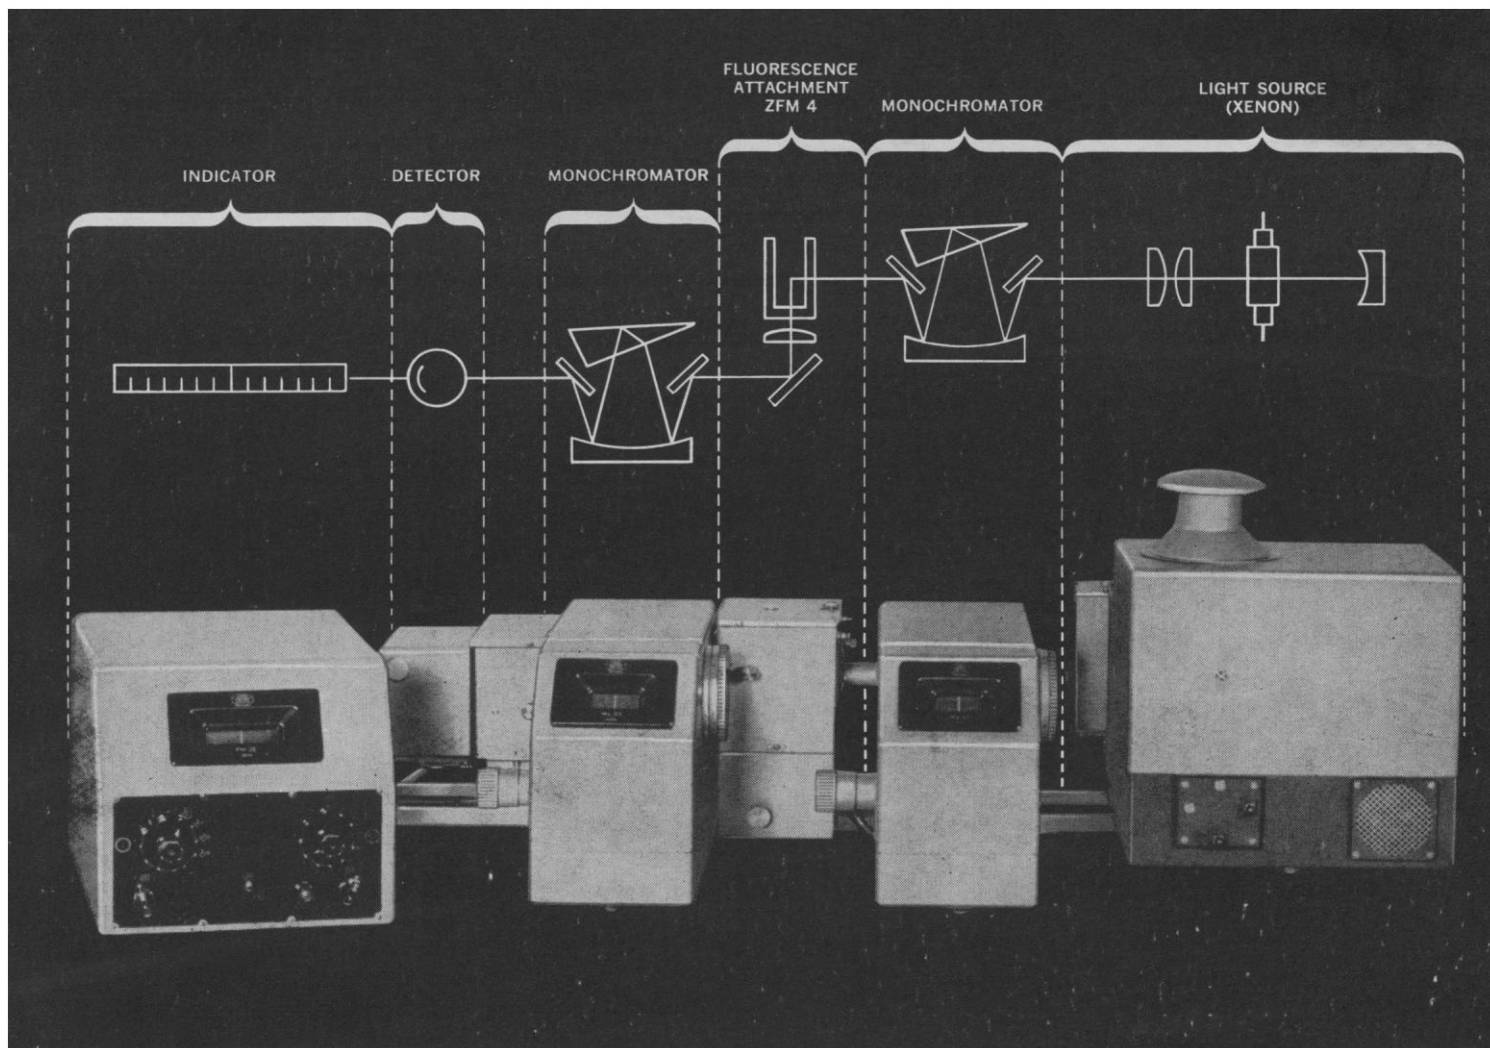 FLUORESCENCE
ATTACHMENT
ZFM 4
MONOCHROMATOR
LIGHT SOURCE
(XENON)
INDICATOR
DETECTOR
MONOCHROMATOR